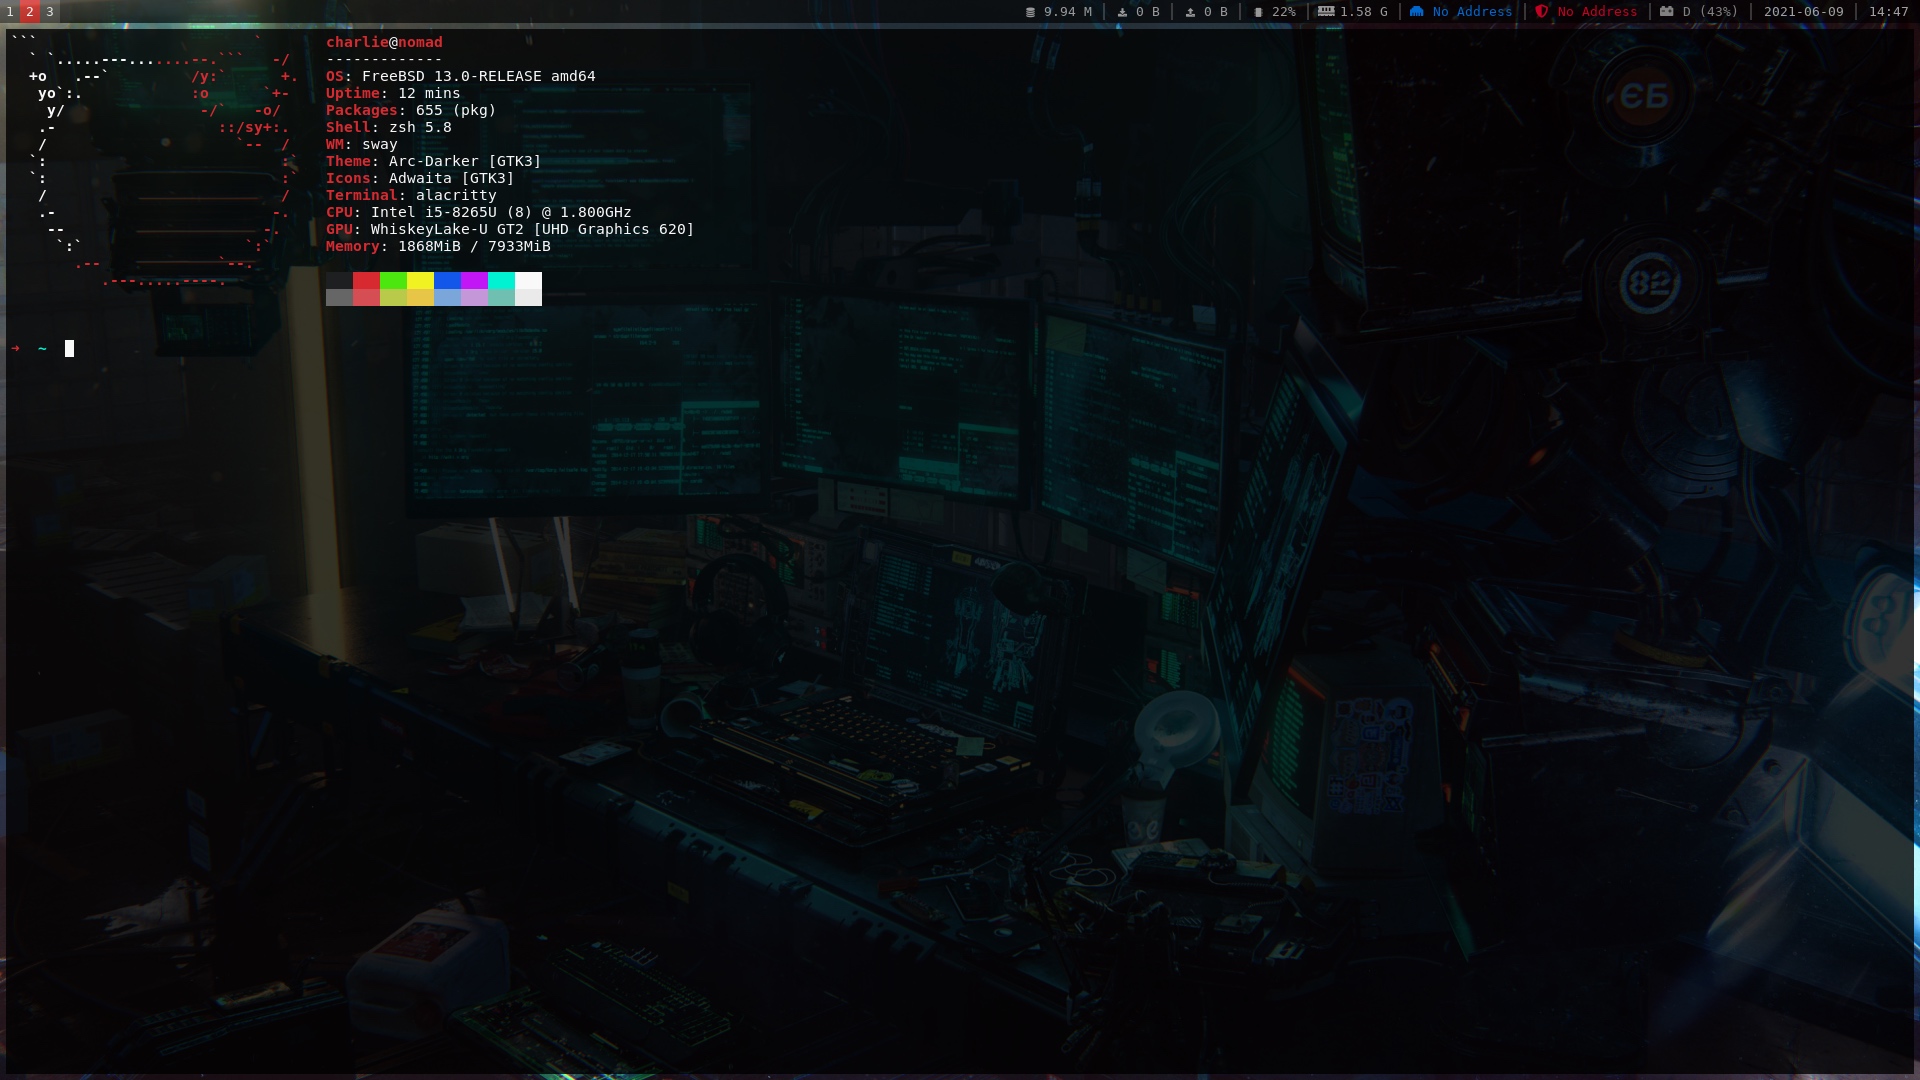 1 2 3 9.94 M | 0 B | 0 B | 22% | 1.58 G | No Address | No Address | D (43%) | 2021-06-09 | 14:47
charlie@nomad
-------------
OS: FreeBSD 13.0-RELEASE amd64
Uptime: 12 mins
Packages: 655 (pkg)
Shell: zsh 5.8
WM: sway
Theme: Arc-Darker [GTK3]
Icons: Adwaita [GTK3]
Terminal: alacritty
CPU: Intel i5-8265U (8) @ 1.800GHz
GPU: WhiskeyLake-U GT2 [UHD Graphics 620]
Memory: 1868MiB / 7933MiB
→ ~
ЄБ
82